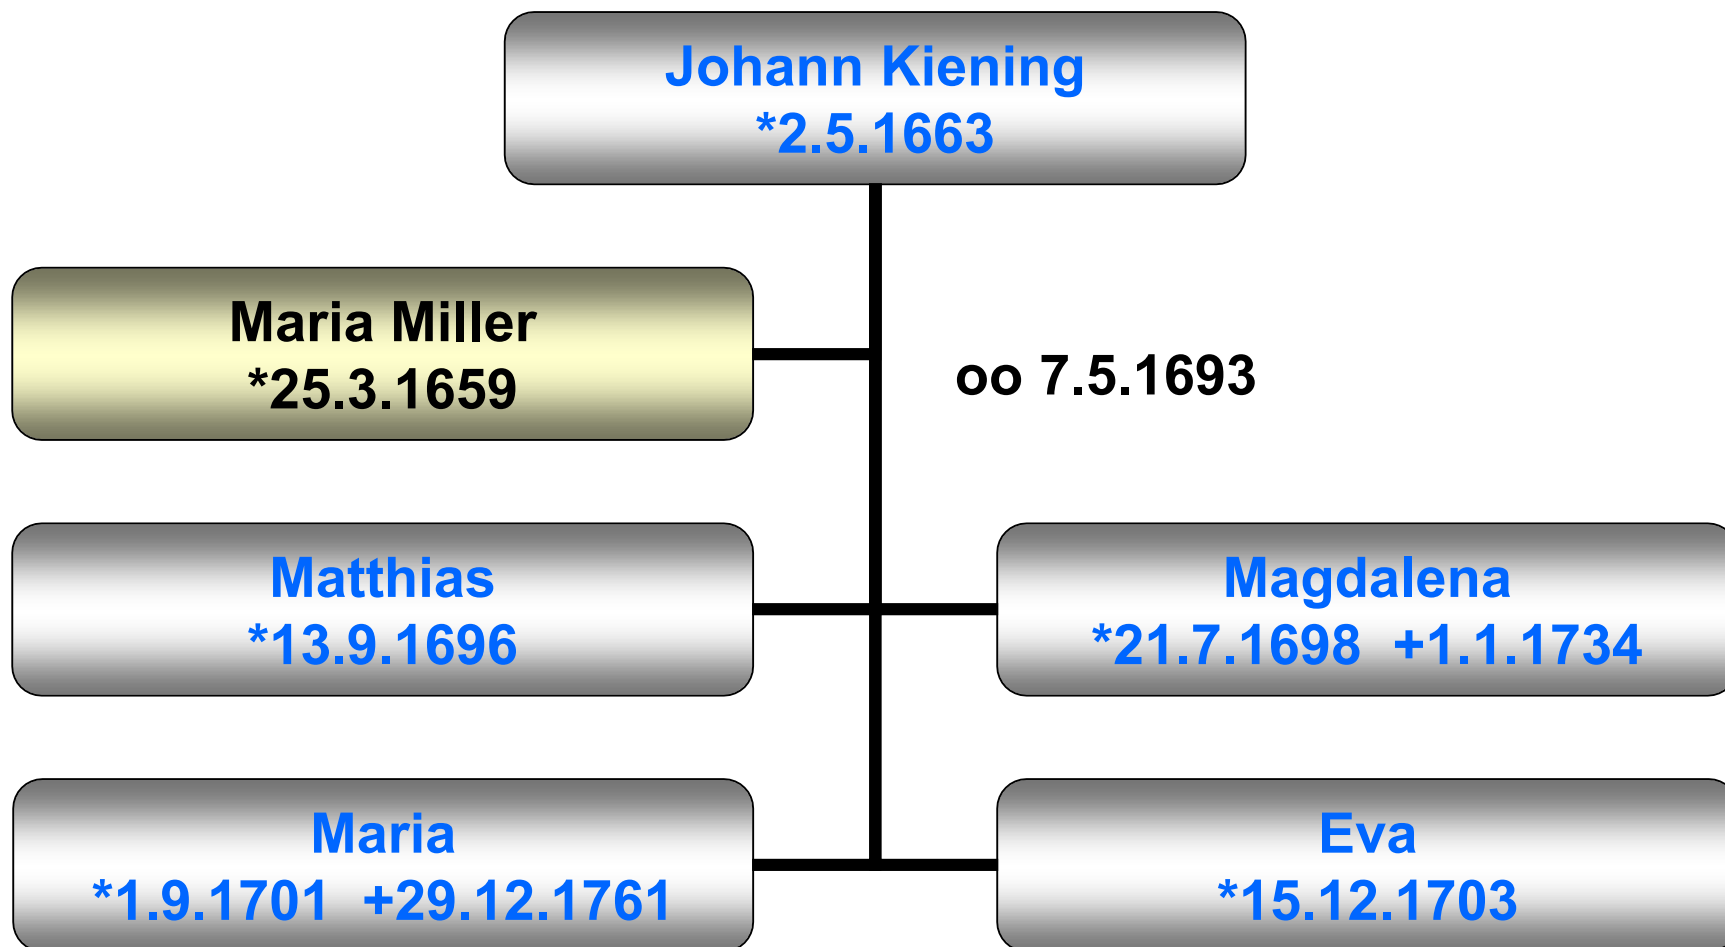 Johann Kiening
*2.5.1663
Maria Miller
*25.3.1659
oo 7.5.1693
Matthias
*13.9.1696
Magdalena
*21.7.1698 +1.1.1734
Maria
*1.9.1701 +29.12.1761
Eva
*15.12.1703